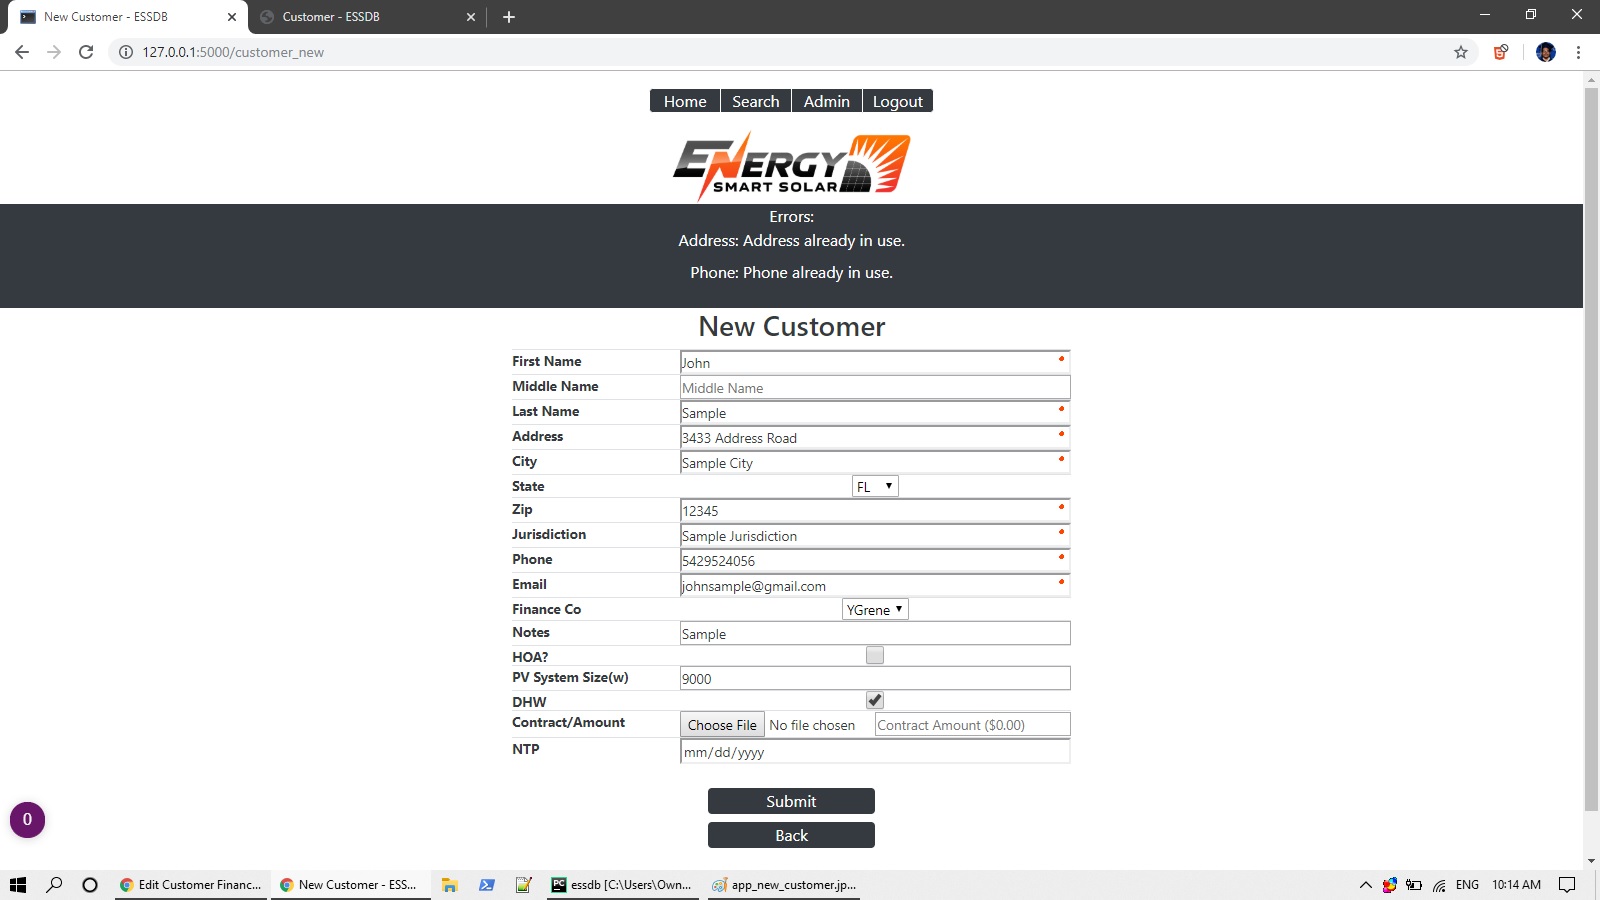 New Customer - ESSDB
Customer - ESSDB
127.0.0.1:5000/customer_new
Home Search Admin Logout
ENERGY
SMART SOLAR
Errors:
Address: Address already in use.
Phone: Phone already in use.
New Customer
First Name John
Middle Name Middle Name
Last Name Sample
Address 3433 Address Road
City Sample City
State FL
Zip 12345
Jurisdiction Sample Jurisdiction
Phone 5429524056
Email johnsample@gmail.com
Finance Co YGrene
Notes Sample
HOA?
PV System Size(w) 9000
DHW
Contract/Amount Choose File No file chosen Contract Amount ($0.00)
NTP mm/dd/yyyy
Submit
0
Back
Edit Customer Financ... New Customer - ESS... essdb [C:\Users\Own... app_new_customer.jp... ENG 10:14 AM